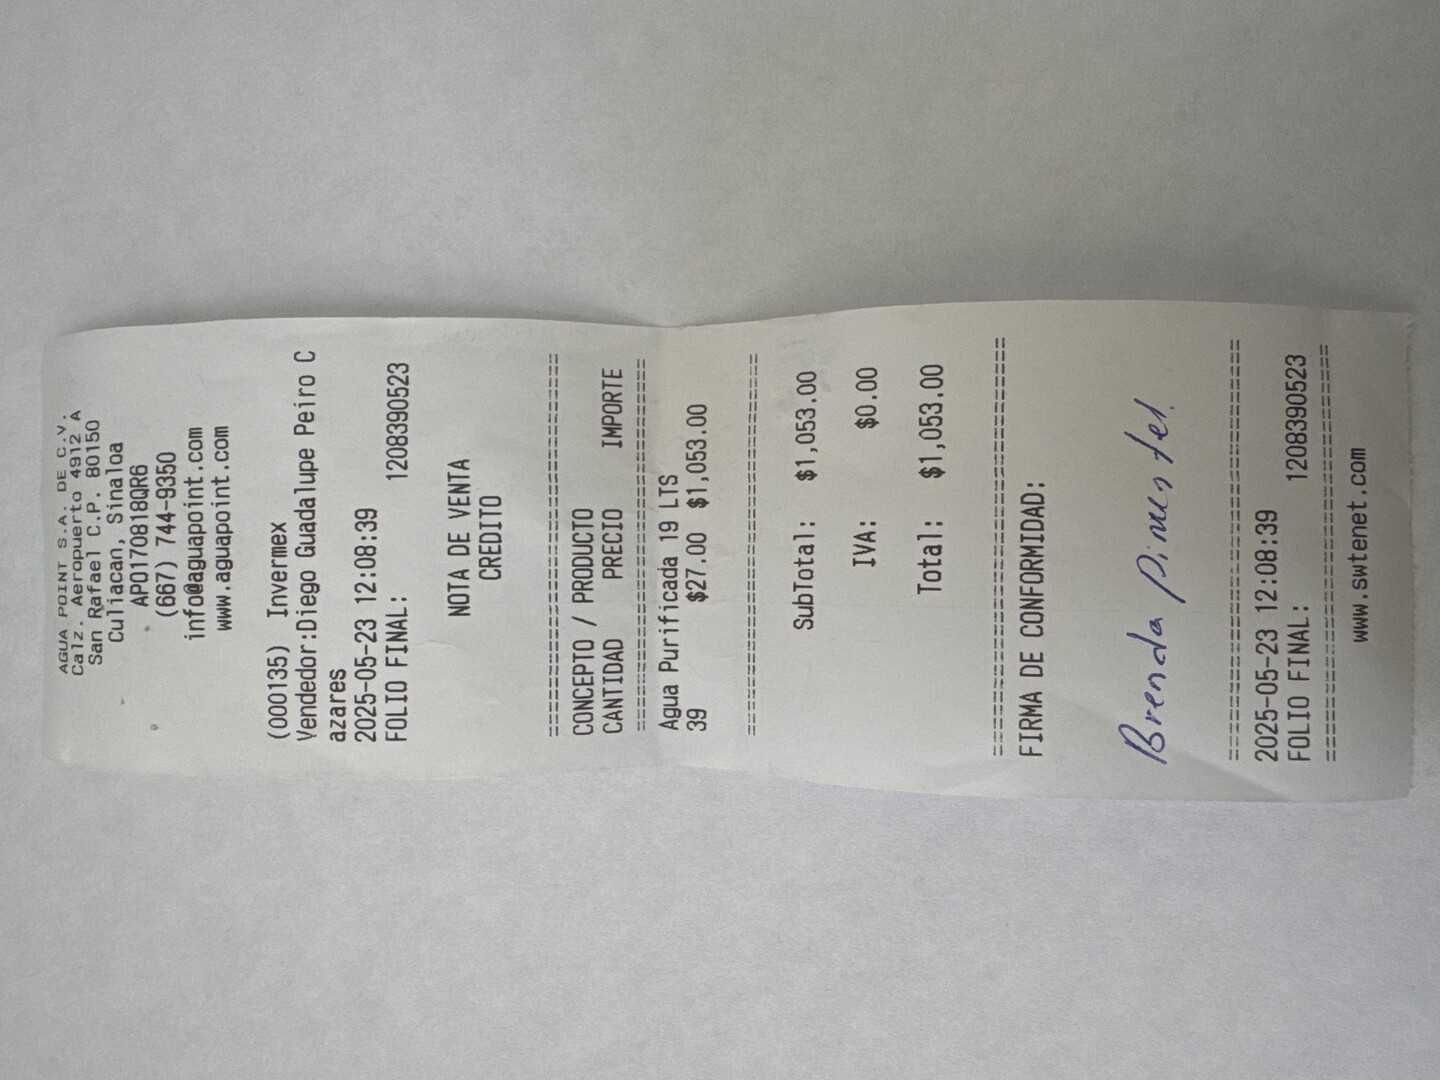 AGUA POINT S.A. DE C.V.
Calz. Aeropuerto 4912 A
San Rafael C.P. 80150
Culiacan, Sinaloa
APO170818QR6
(667) 744-9350
info@aguapoint.com
www.aguapoint.com
(000135) Invermex
Vendedor:Diego Guadalupe Peiro C
azares
2025-05-23 12:08:39
FOLIO FINAL: 1208390523
NOTA DE VENTA
CREDITO
================================
CONCEPTO / PRODUCTO
CANTIDAD PRECIO IMPORTE
================================
Agua Purificada 19 LTS
39 $27.00 $1,053.00
================================
SubTotal: $1,053.00
IVA: $0.00
Total: $1,053.00
================================
FIRMA DE CONFORMIDAD:
Brenda Pimentel.
================================
2025-05-23 12:08:39
FOLIO FINAL: 1208390523
================================
www.swtenet.com